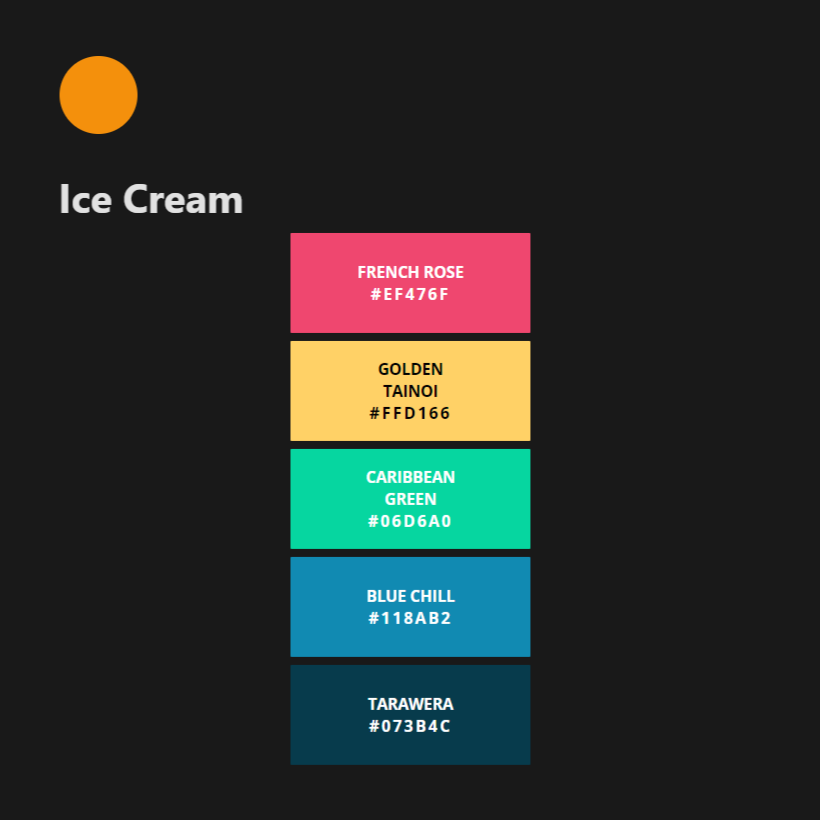 Ice Cream
FRENCH ROSE
#EF476F
GOLDEN
TAINOI
#FFD166
CARIBBEAN
GREEN
#06D6A0
BLUE CHILL
#118AB2
TARAWERA
#073B4C